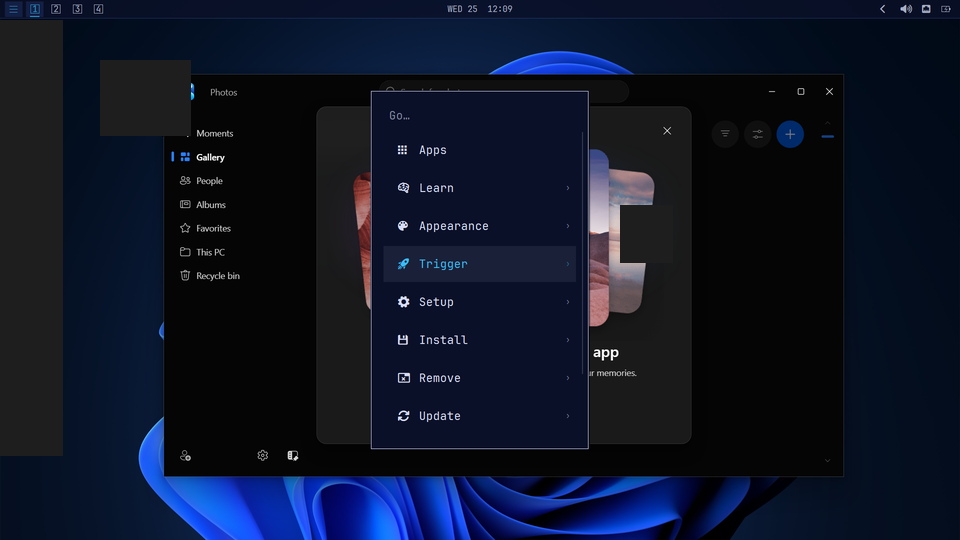 1 2 3 4
WED 25 12:09
Photos
Moments
Gallery
People
Albums
Favorites
This PC
Recycle bin
Go…
Apps
Learn
Appearance
Trigger
Setup
Install
Remove
Update
app
ur memories.